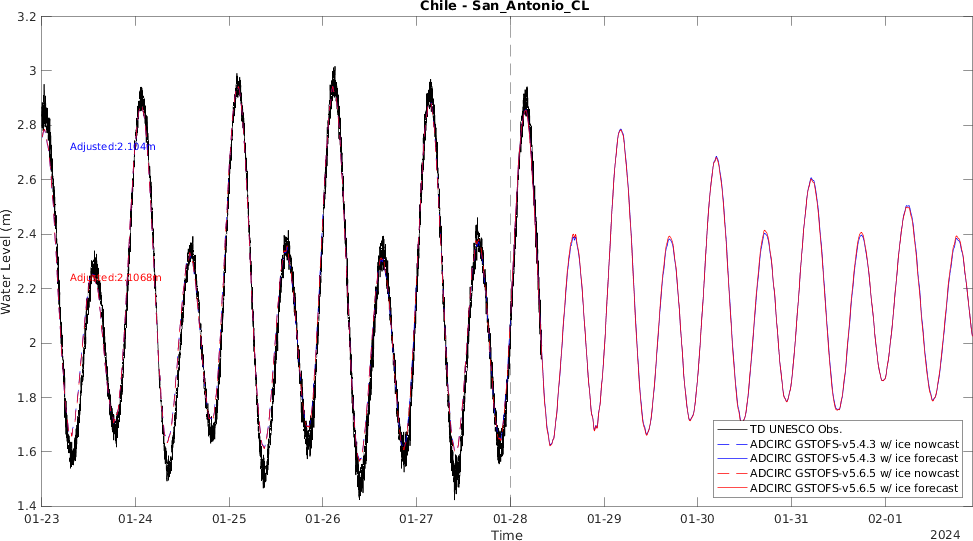 Chile - San_Antonio_CL
3.2
3
2.8
2.6
2.4
2.2
2
1.8
1.6
1.4
Water Level (m)
Adjusted:2.104m
Adjusted:2.1068m
TD UNESCO Obs.
ADCIRC GSTOFS-v5.4.3 w/ ice nowcast
ADCIRC GSTOFS-v5.4.3 w/ ice forecast
ADCIRC GSTOFS-v5.6.5 w/ ice nowcast
ADCIRC GSTOFS-v5.6.5 w/ ice forecast
01-23 01-24 01-25 01-26 01-27 01-28 01-29 01-30 01-31 02-01
Time
2024